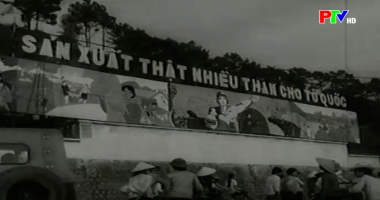 PTV HD
SẢN XUẤT THẬT NHIỀU THAN CHO TỔ QUỐC